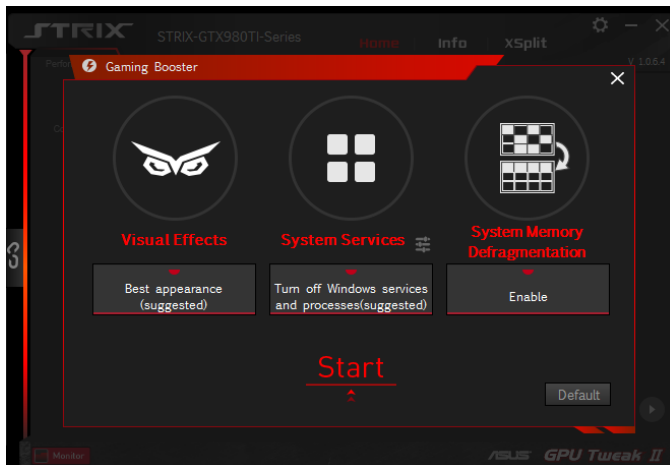 STRIX
STRIX-GTX980TI-Series
Home
Info
XSplit
V 1.0.6.4
Gaming Booster
Visual Effects
System Services
System Memory
Defragmentation
Best appearance
(suggested)
Turn off Windows services
and processes(suggested)
Enable
Start
Default
Monitor
ASUS GPU Tweak II